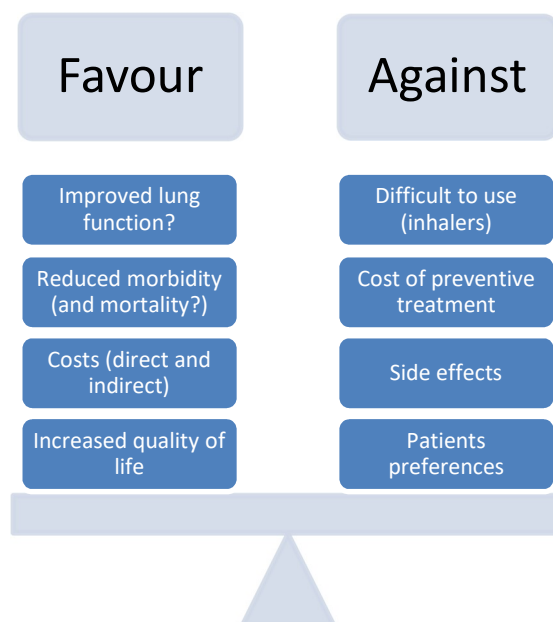 Favour
Against
Improved lung
function?
Reduced morbidity
(and mortality?)
Costs (direct and
indirect)
Increased quality of
life
Difficult to use
(inhalers)
Cost of preventive
treatment
Side effects
Patients
preferences